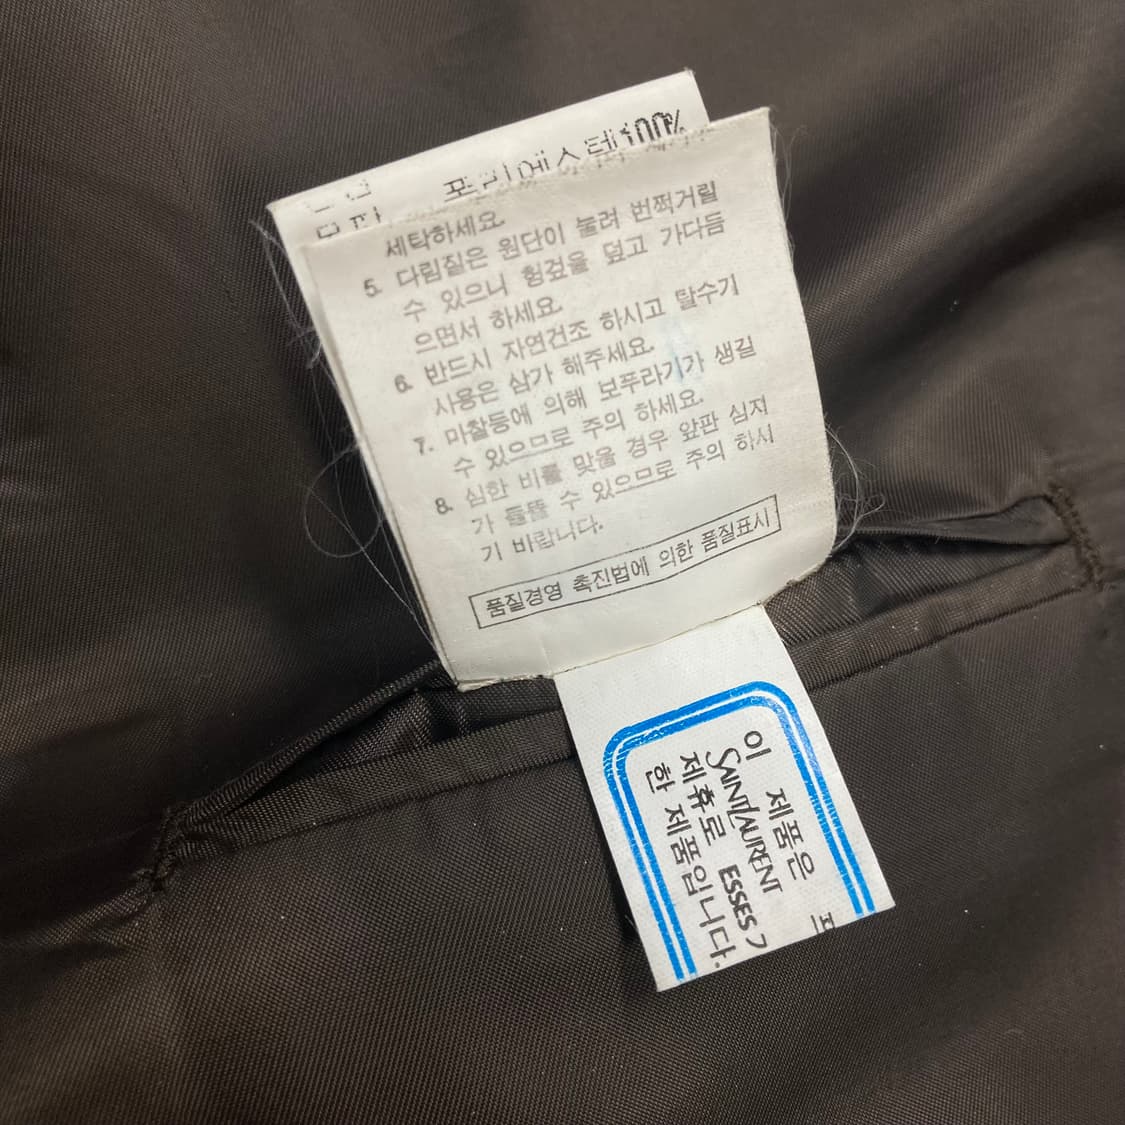 폴리에스테100%
세탁하세요.
5. 다림질은 원단이 눌려 번쩍거릴
수 있으니 헝겊을 덮고 가다듬
으면서 하세요.
6. 반드시 자연건조 하시고 탈수기
사용은 삼가 해주세요.
7. 마찰등에 의해 보푸라기가 생길
수 있으므로 주의 하세요.
8. 심한 비를 맞을 경우 앞판 심지
가 들뜰 수 있으므로 주의 하시
기 바랍니다.
품질경영 촉진법에 의한 품질표시
이 제품은
SAINT LAURENT ESSES
제휴로
한 제품입니다.